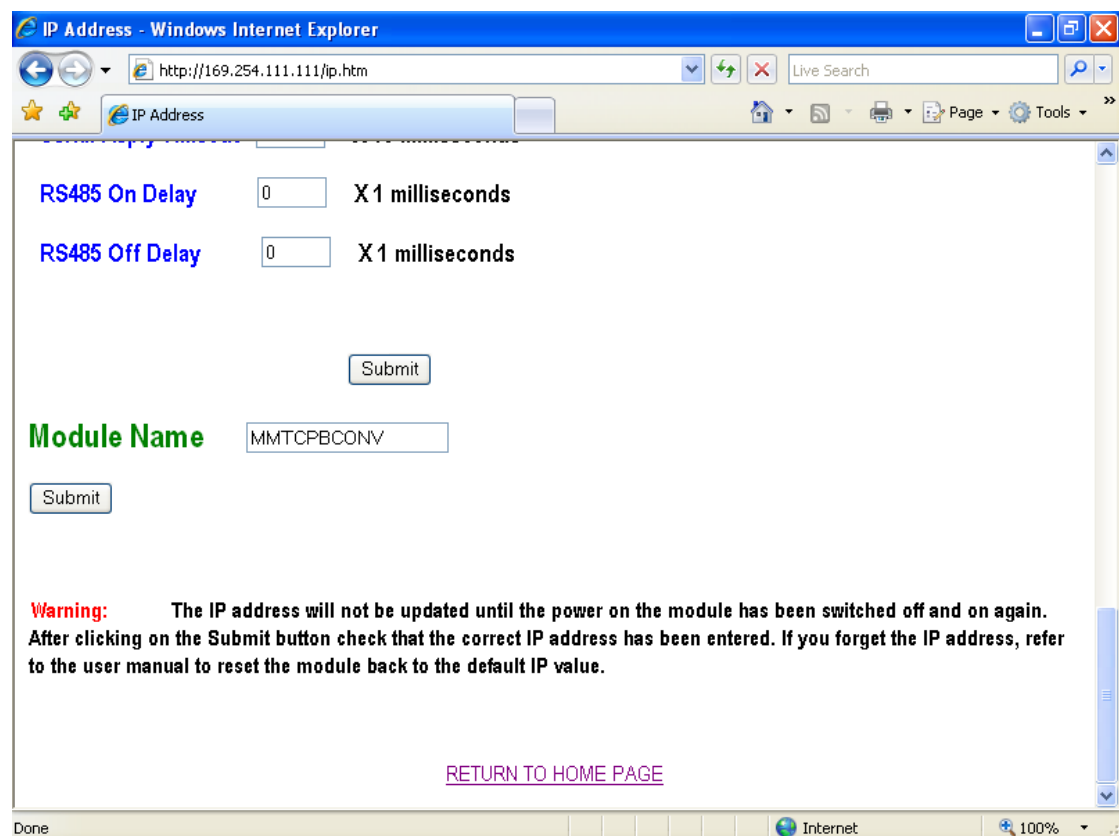 IP Address - Windows Internet Explorer
http://169.254.111.111/ip.htm
Live Search
IP Address
Page
Tools
»
RS485 On Delay 0 X 1 milliseconds
RS485 Off Delay 0 X 1 milliseconds
Submit
Module Name MMTCPBCONV
Submit
Warning: The IP address will not be updated until the power on the module has been switched off and on again.
After clicking on the Submit button check that the correct IP address has been entered. If you forget the IP address, refer
to the user manual to reset the module back to the default IP value.
RETURN TO HOME PAGE
Done
Internet
100%